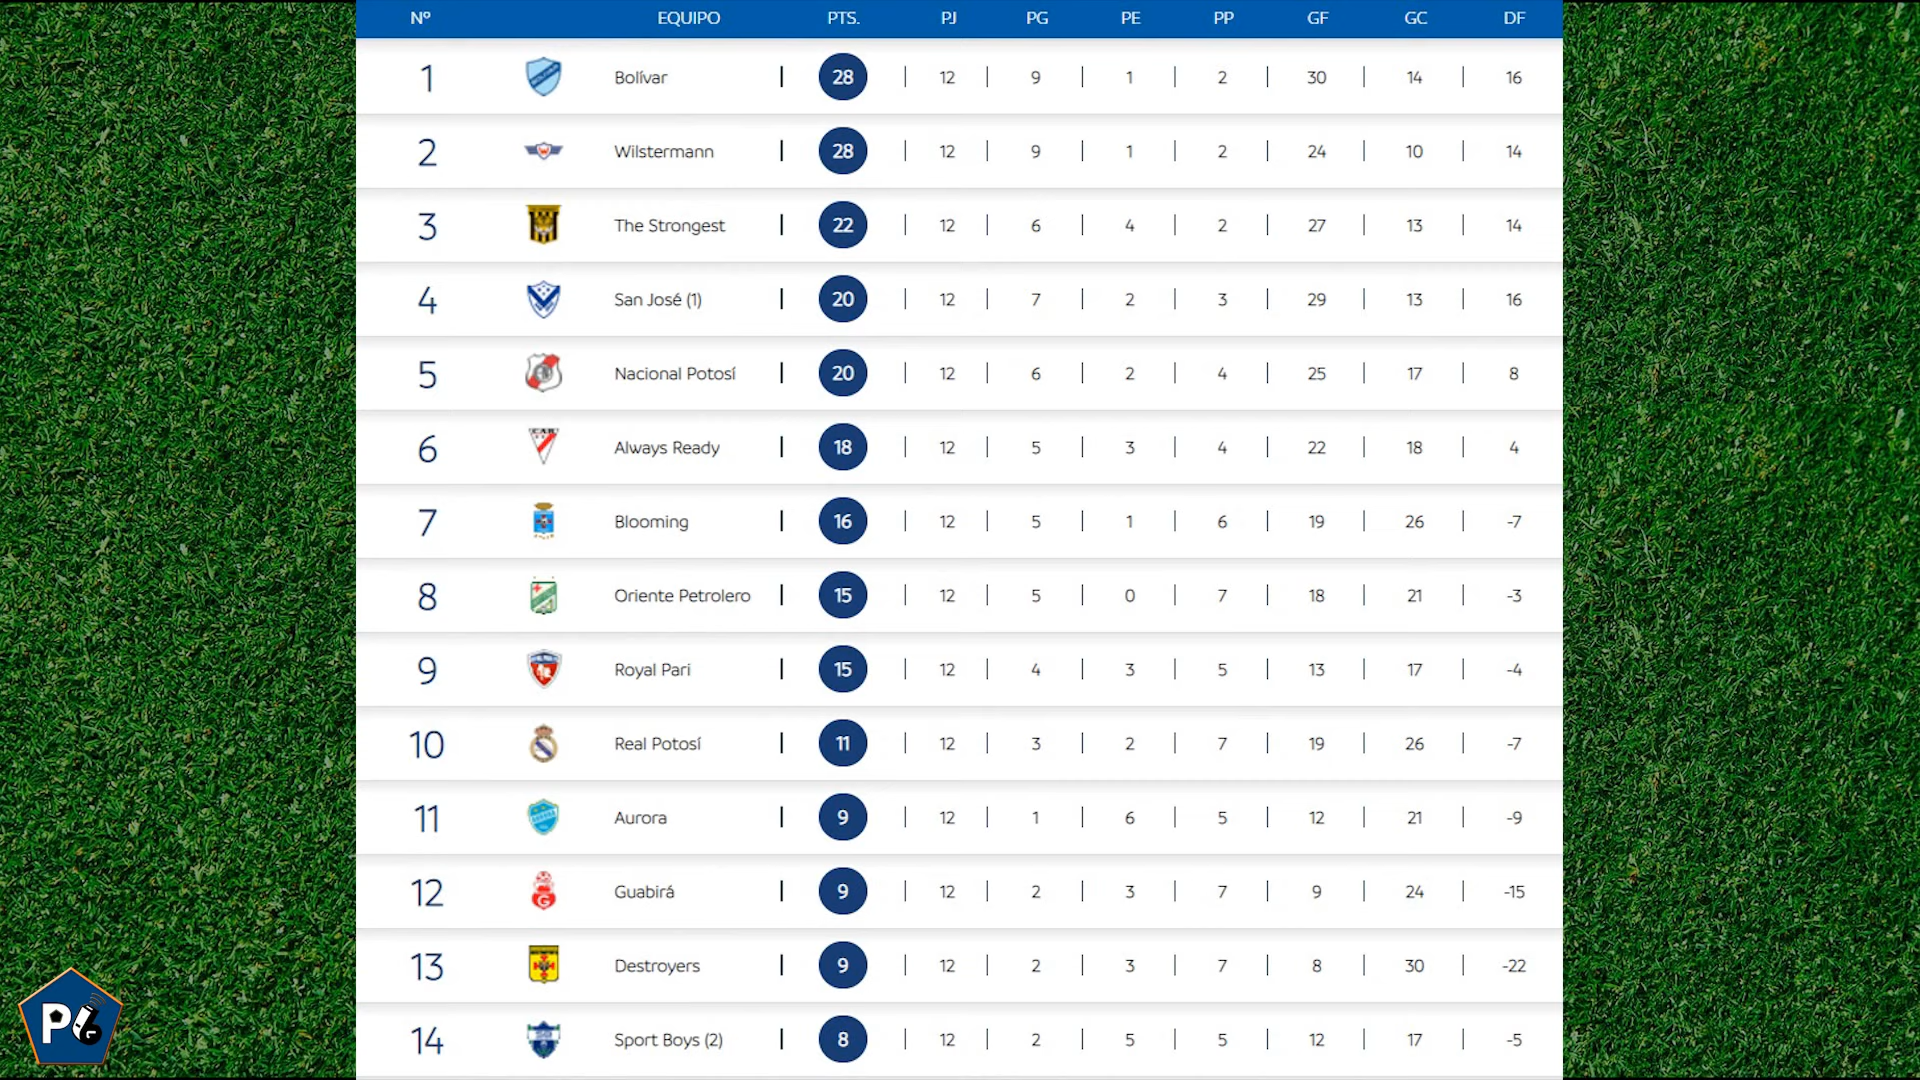 Nº EQUIPO PTS. PJ PG PE PP GF GC DF
1 Bolívar 28 12 9 1 2 30 14 16
2 Wilstermann 28 12 9 1 2 24 10 14
3 The Strongest 22 12 6 4 2 27 13 14
4 San José (1) 20 12 7 2 3 29 13 16
5 Nacional Potosí 20 12 6 2 4 25 17 8
6 Always Ready 18 12 5 3 4 22 18 4
7 Blooming 16 12 5 1 6 19 26 -7
8 Oriente Petrolero 15 12 5 0 7 18 21 -3
9 Royal Pari 15 12 4 3 5 13 17 -4
10 Real Potosí 11 12 3 2 7 19 26 -7
11 Aurora 9 12 1 6 5 12 21 -9
12 Guabirá 9 12 2 3 7 9 24 -15
13 Destroyers 9 12 2 3 7 8 30 -22
14 Sport Boys (2) 8 12 2 5 5 12 17 -5